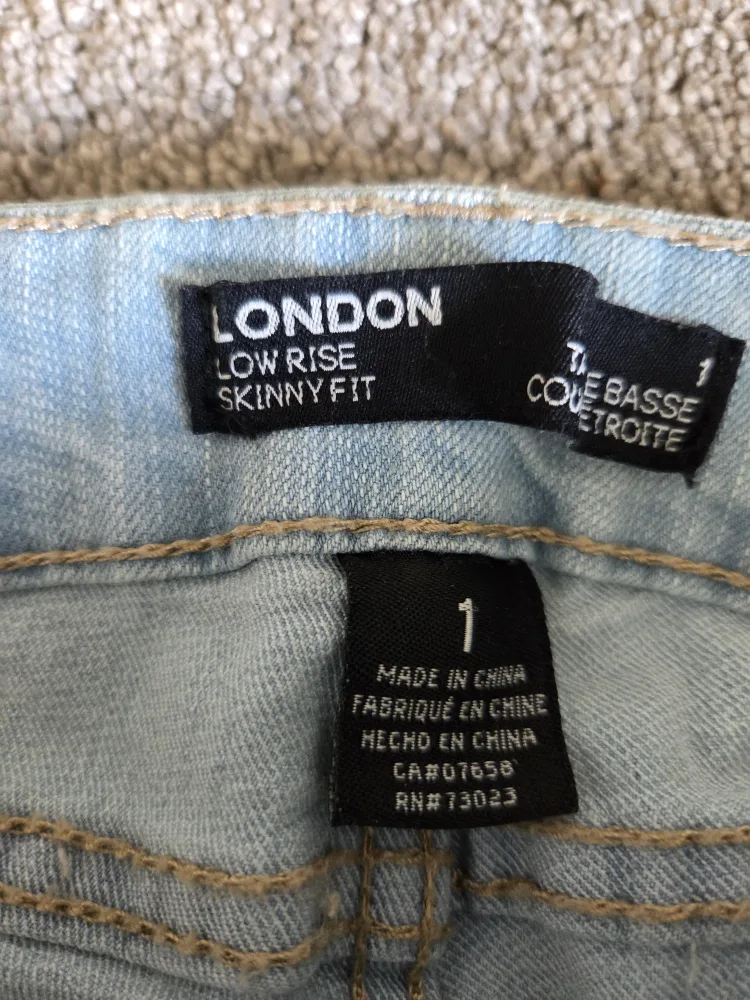 LONDON
LOW RISE
SKINNY FIT
1
E BASSE
ETROITE
1
MADE IN CHINA
FABRIQUÉ EN CHINE
HECHO EN CHINA
CA#07658
RN#73023